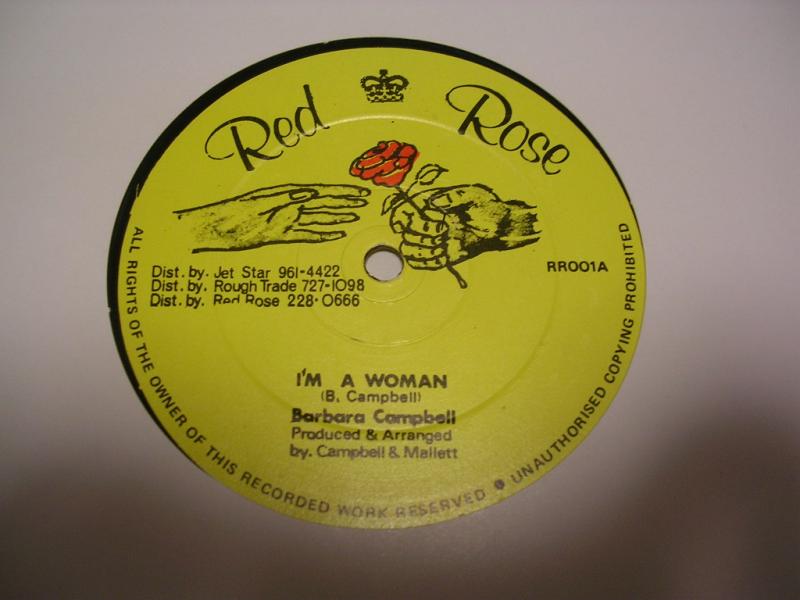 Red Rose
Dist. by. Jet Star 961-4422
Dist. by. Rough Trade 727-1098
Dist. by. Red Rose 228·0666
RR001A
I'M A WOMAN
(B. Campbell)
Barbara Campbell
Produced & Arranged
by. Campbell & Mallett
ALL RIGHTS OF THE OWNER OF THIS RECORDED WORK RESERVED ● UNAUTHORISED COPYING PROHIBITED